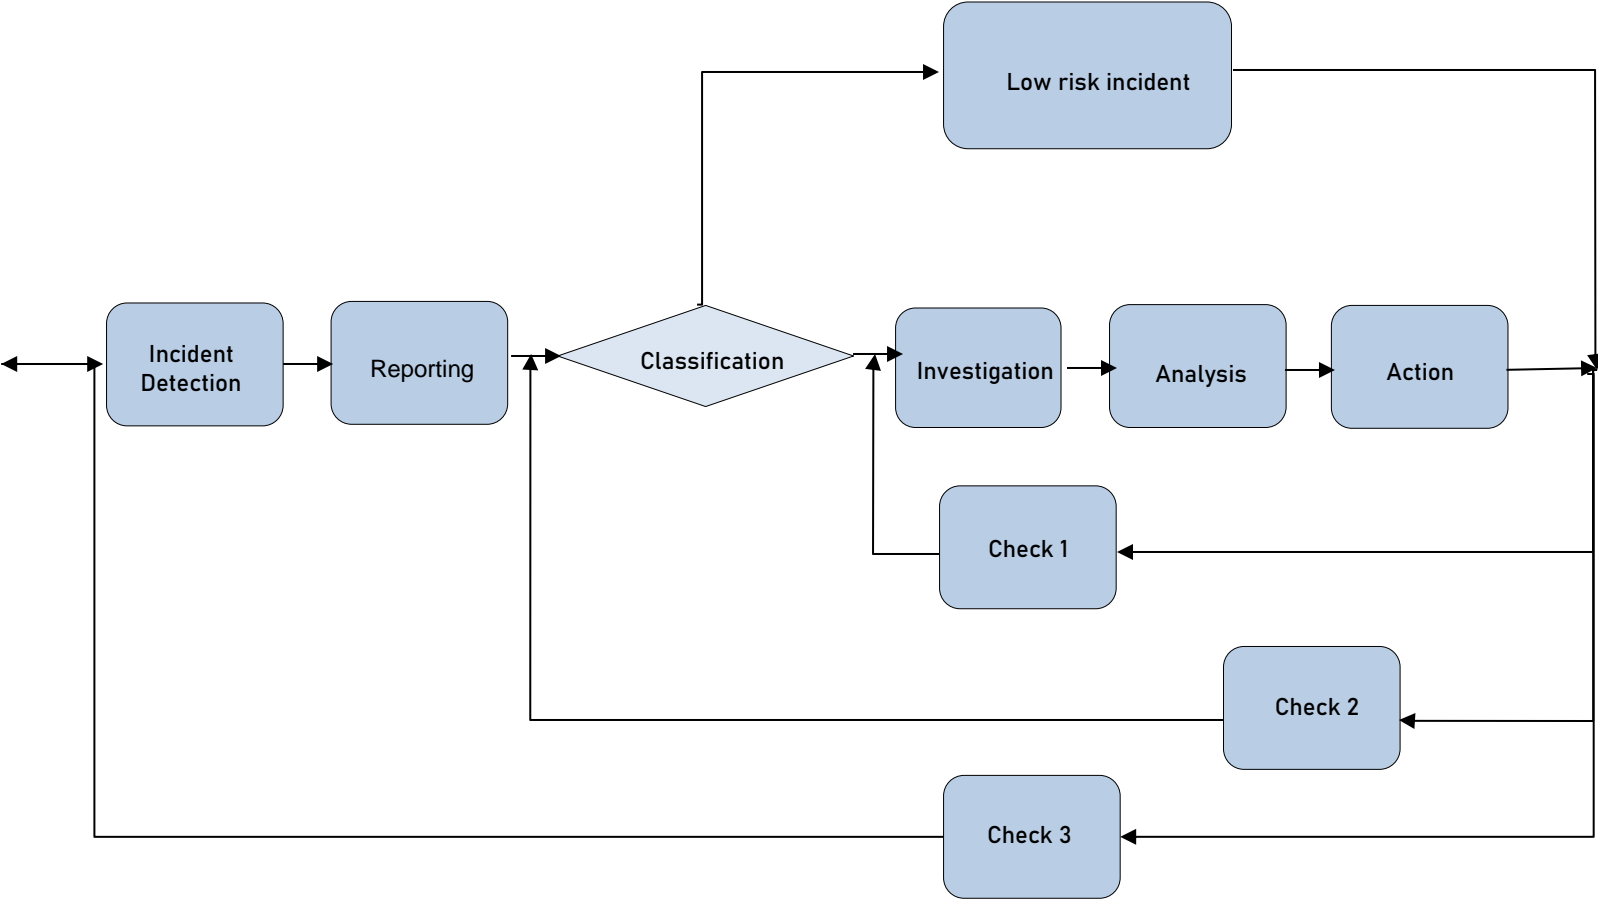 Low risk incident
Incident
Detection
Reporting
Classification
Investigation
Analysis
Action
Check 1
Check 2
Check 3